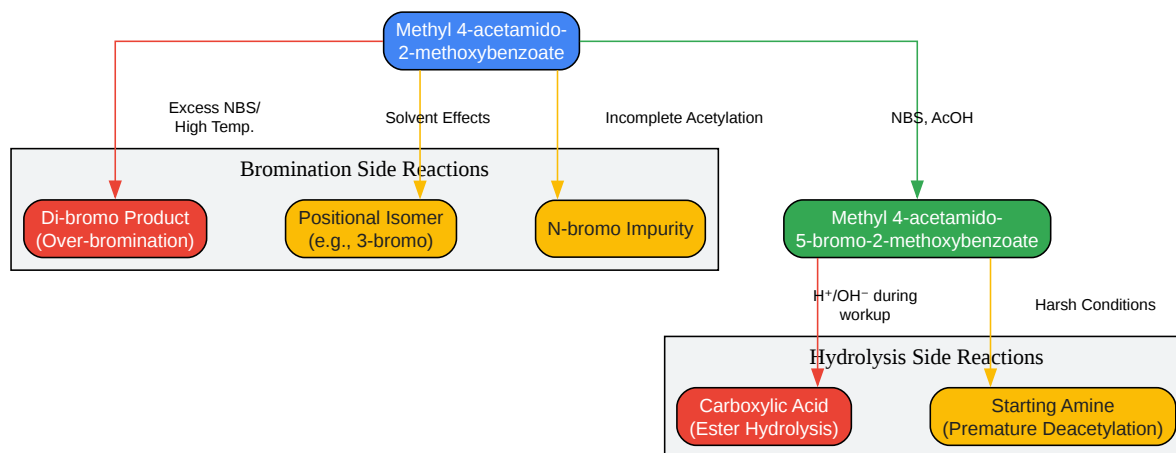 Methyl 4-acetamido-
2-methoxybenzoate
Excess NBS/
High Temp.
Solvent Effects
Incomplete Acetylation
NBS, AcOH
Bromination Side Reactions
Di-bromo Product
(Over-bromination)
Positional Isomer
(e.g., 3-bromo)
N-bromo Impurity
Methyl 4-acetamido-
5-bromo-2-methoxybenzoate
H⁺/OH⁻ during
workup
Harsh Conditions
Hydrolysis Side Reactions
Carboxylic Acid
(Ester Hydrolysis)
Starting Amine
(Premature Deacetylation)